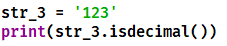 str_3 = '123'
print(str_3.isdecimal())